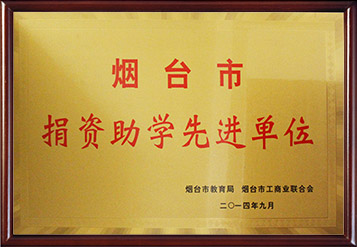 烟台市
捐资助学先进单位
烟台市教育局 烟台市工商业联合会
二〇一四年九月